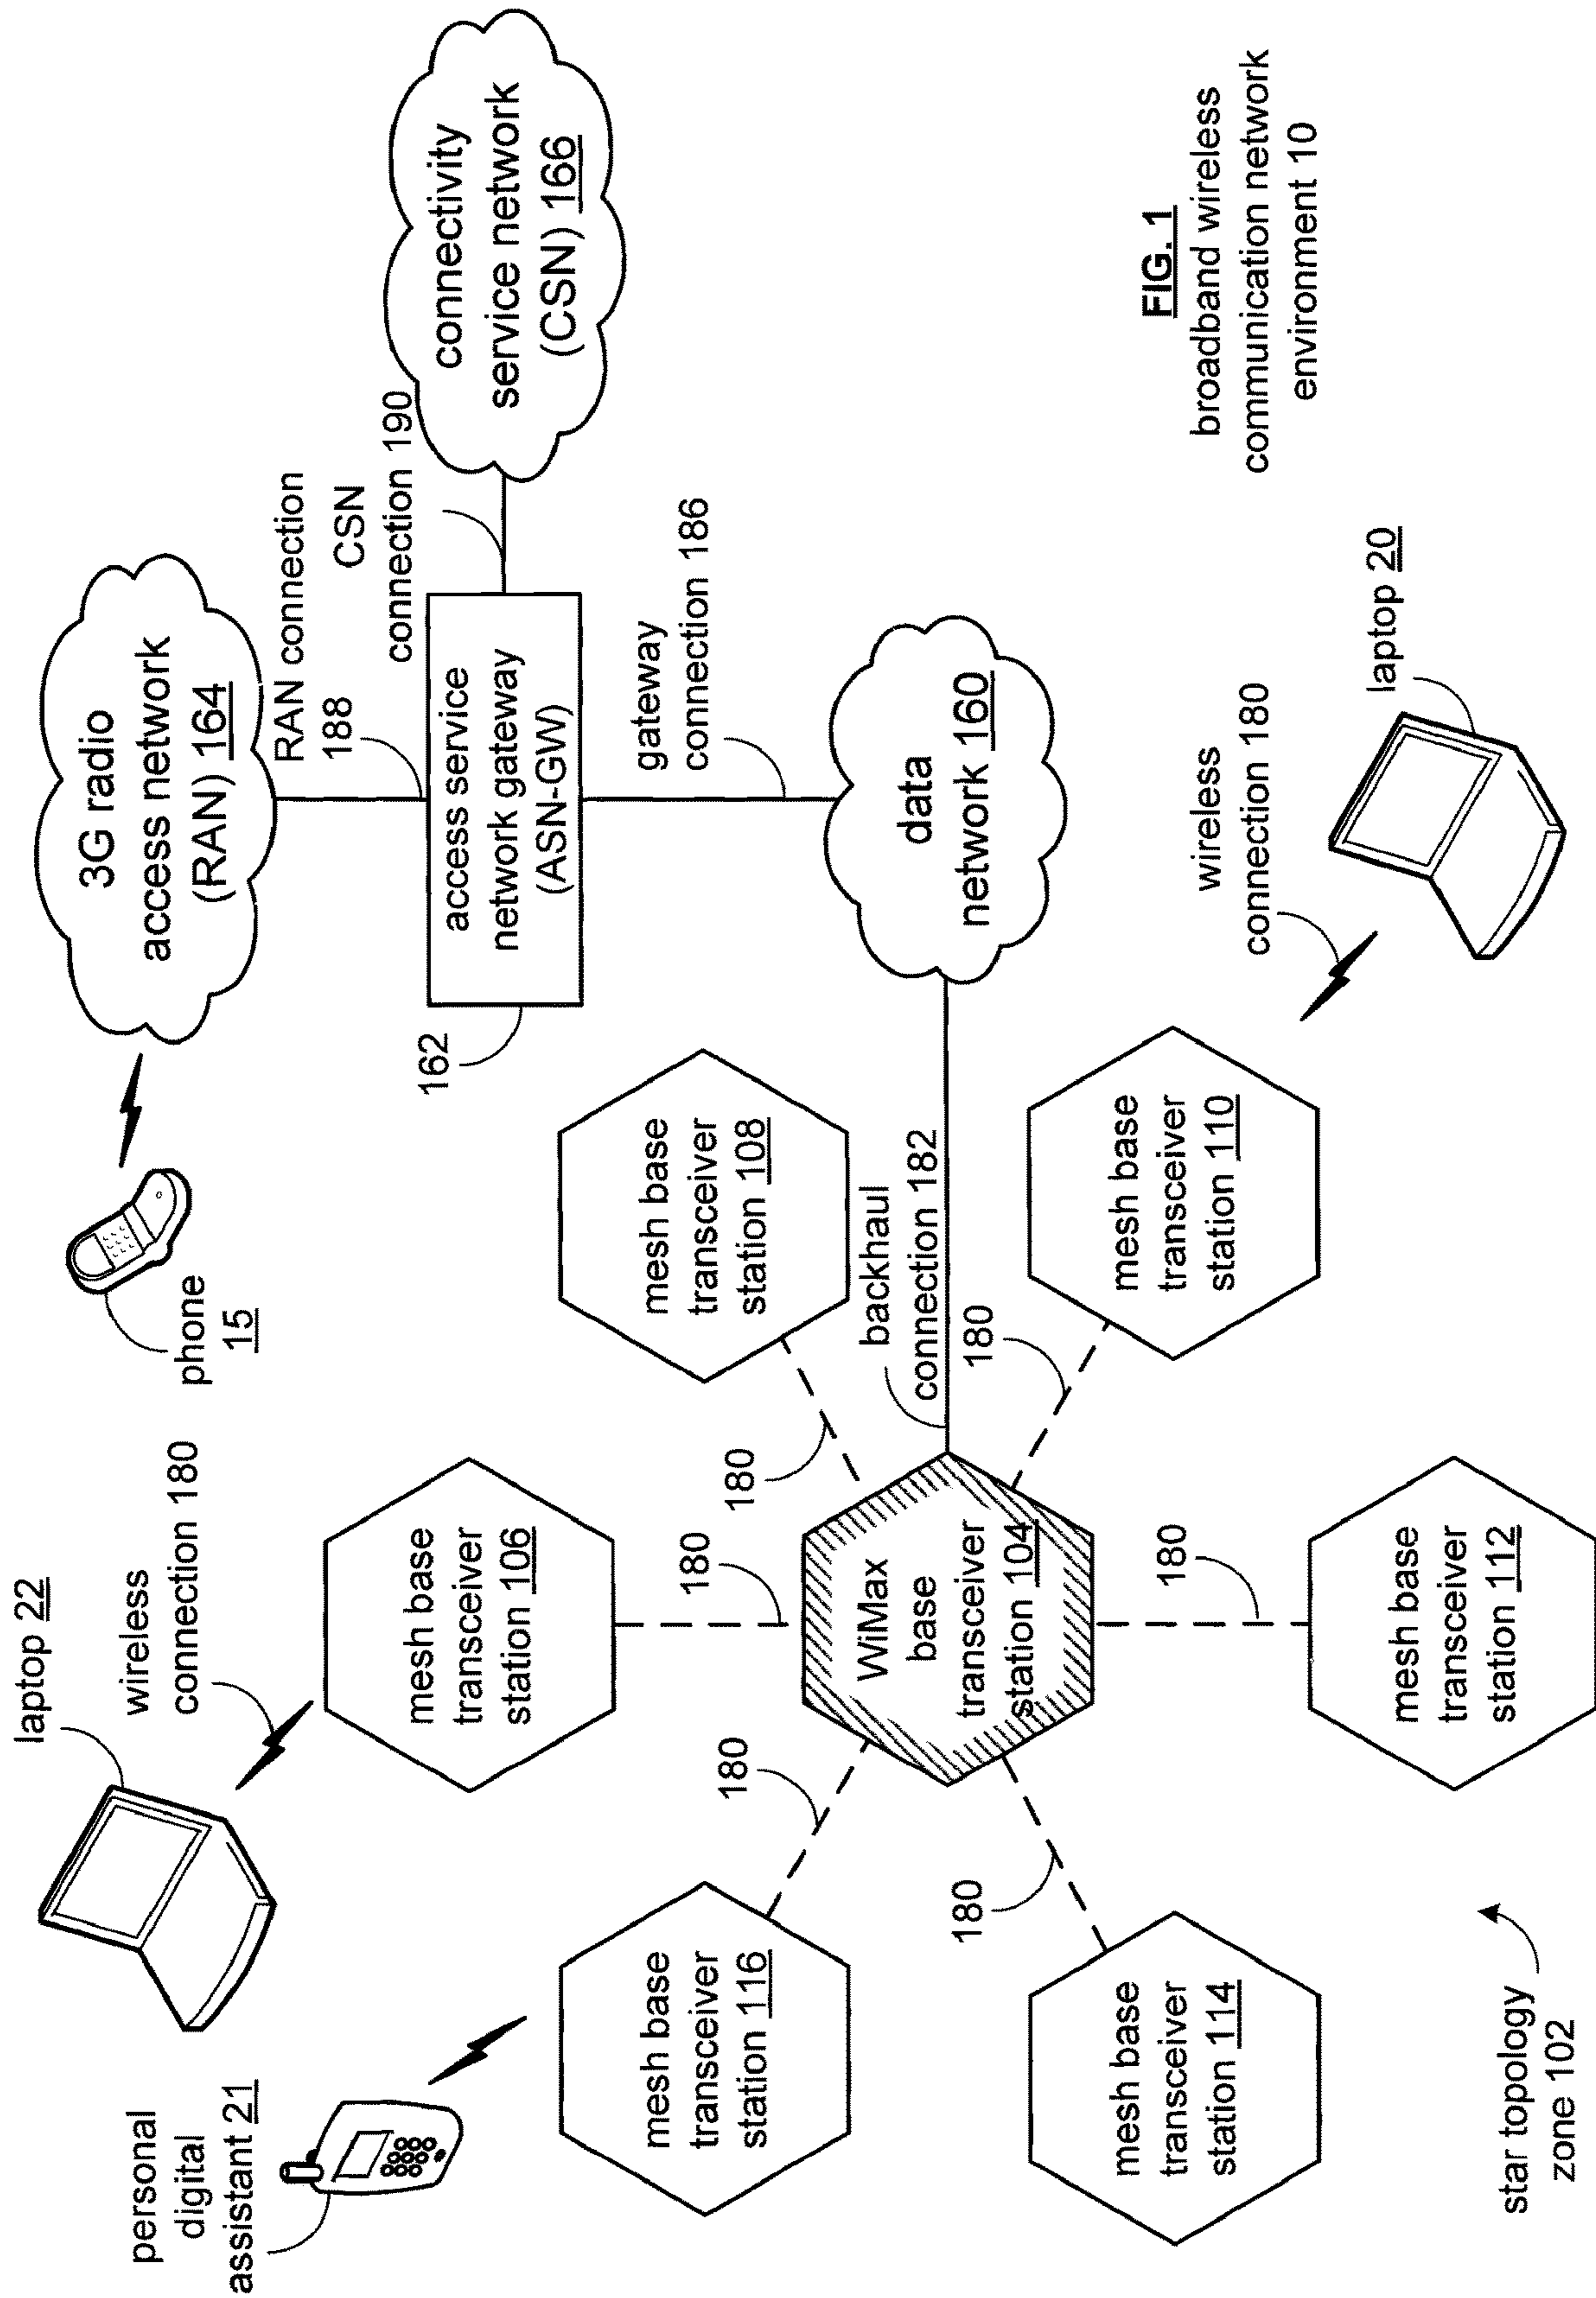 3G radio
access network
(RAN) 164
phone
15
RAN connection
188
CSN
connection 190
connectivity
service network
(CSN) 166
162
access service
network gateway
(ASN-GW)
gateway
connection 186
data
network 160
laptop 22
wireless
connection 180
personal
digital
assistant 21
mesh base
transceiver
station 106
mesh base
transceiver
station 108
mesh base
transceiver
station 116
180
180
180
WiMax
base
transceiver
station 104
backhaul
connection 182
180
180
180
mesh base
transceiver
station 110
mesh base
transceiver
station 114
mesh base
transceiver
station 112
wireless
connection 180
laptop 20
star topology
zone 102
FIG. 1
broadband wireless
communication network
environment 10